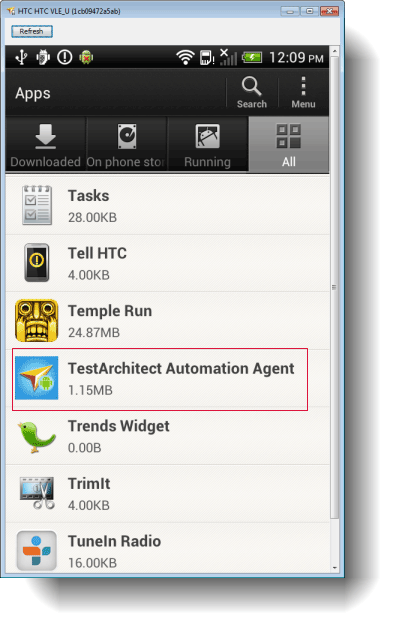 HTC HTC VLE_U (1cb09472a5ab)
Refresh
12:09 PM
Apps
Search
Menu
Downloaded
On phone stor
Running
All
Tasks
28.00KB
Tell HTC
4.00KB
Temple Run
24.87MB
TestArchitect Automation Agent
1.15MB
Trends Widget
0.00B
TrimIt
4.00KB
TuneIn Radio
16.00KB